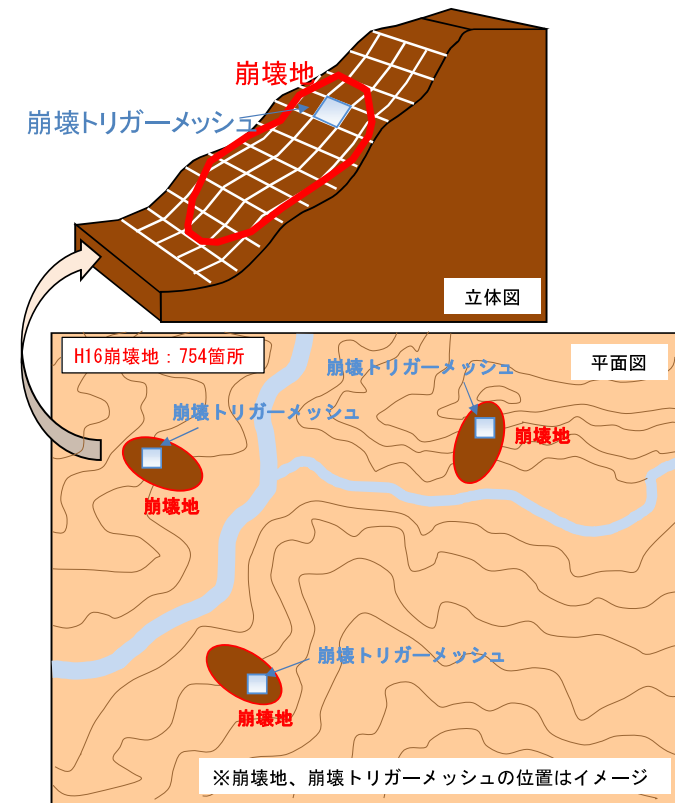 崩壊地
崩壊トリガーメッシュ
立体図
H16崩壊地：754箇所
平面図
崩壊トリガーメッシュ
崩壊トリガーメッシュ
崩壊地
崩壊地
崩壊トリガーメッシュ
崩壊地
※崩壊地、崩壊トリガーメッシュの位置はイメージ